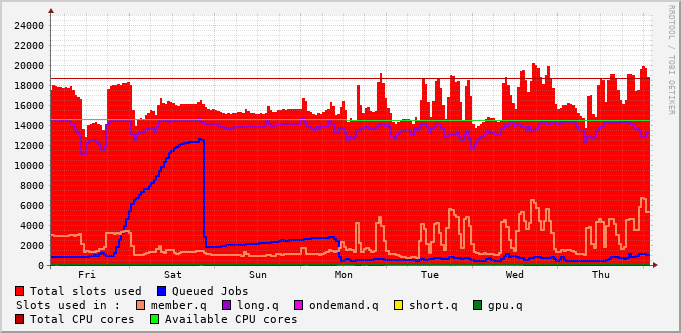 24000
22000
20000
18000
16000
14000
12000
10000
8000
6000
4000
2000
0
Fri Sat Sun Mon Tue Wed Thu
Total slots used Queued Jobs
Slots used in : member.q long.q ondemand.q short.q gpu.q
Total CPU cores Available CPU cores
RRDTOOL / TOBI OETIKER